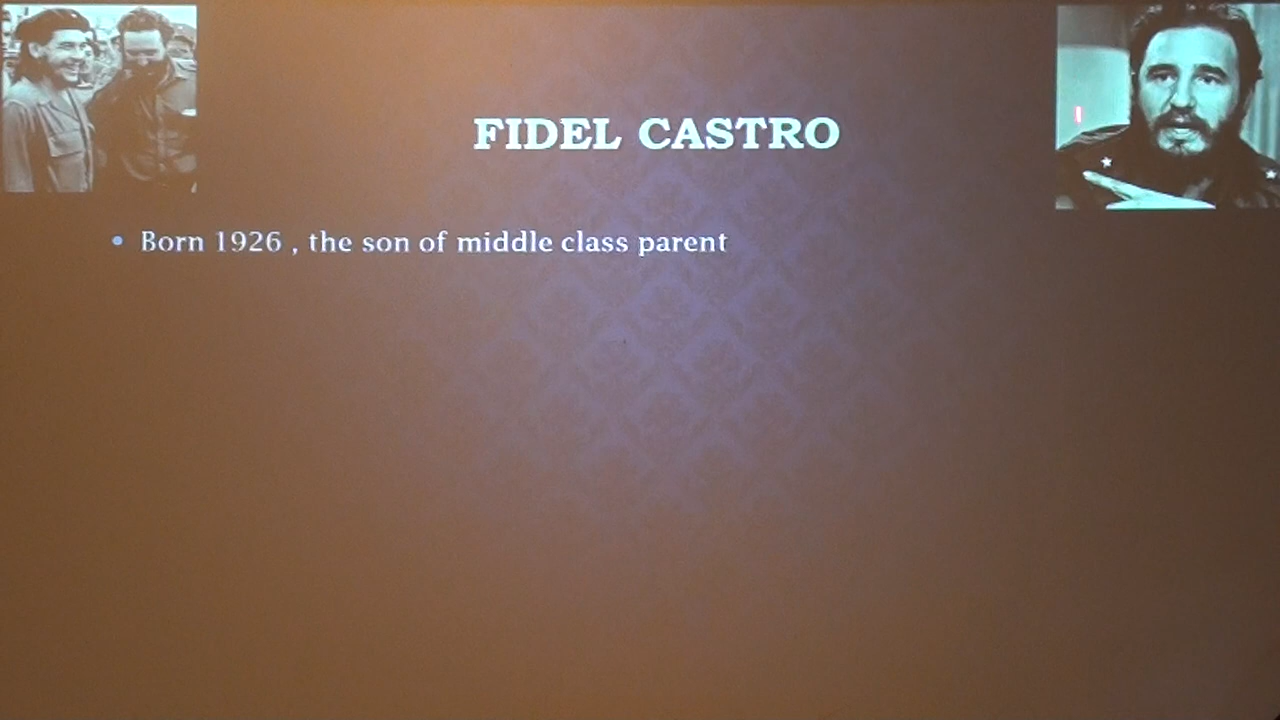 FIDEL CASTRO
• Born 1926 , the son of middle class parent